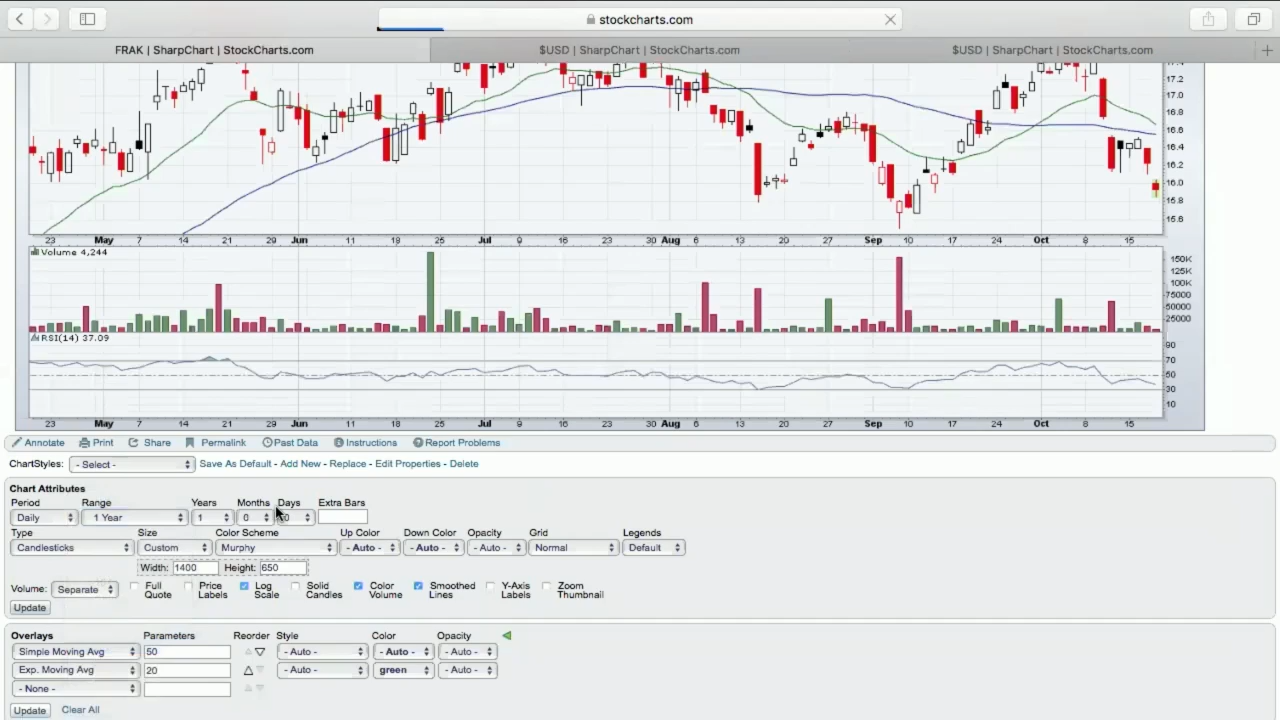 stockcharts.com
FRAK | SharpChart | StockCharts.com
$USD | SharpChart | StockCharts.com
$USD | SharpChart | StockCharts.com
17.4
17.2
17.0
16.8
16.6
16.4
16.2
16.0
15.8
15.6
23 May 7 14 21 29 Jun 11 18 25 Jul 9 16 23 30 Aug 6 13 20 27 Sep 10 17 24 Oct 8 15
Volume 4,244
150K
125K
100K
75000
50000
25000
RSI(14) 37.09
90
70
50
30
10
23 May 7 14 21 29 Jun 11 18 25 Jul 9 16 23 30 Aug 6 13 20 27 Sep 10 17 24 Oct 8 15
Annotate Print Share Permalink Past Data Instructions Report Problems
ChartStyles: - Select - Save As Default - Add New - Replace - Edit Properties - Delete
Chart Attributes
Period Range Years Months Days Extra Bars
Daily 1 Year 1 0 0
Type Size Color Scheme Up Color Down Color Opacity Grid Legends
Candlesticks Custom Murphy - Auto - - Auto - - Auto - Normal Default
Width: 1400 Height: 650
Volume: Separate Full Quote Price Labels Log Scale Solid Candles Color Volume Smoothed Lines Y-Axis Labels Zoom Thumbnail
Update
Overlays Parameters Reorder Style Color Opacity
Simple Moving Avg 50 - Auto - - Auto - - Auto -
Exp. Moving Avg 20 - Auto - green - Auto -
- None -
Update Clear All